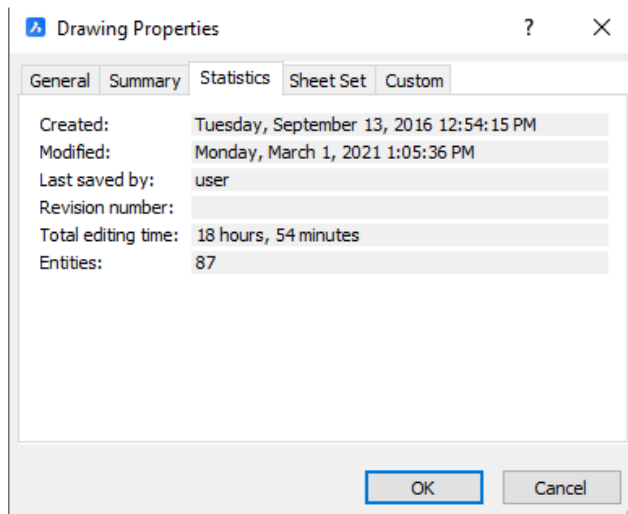 Drawing Properties ?
General Summary Statistics Sheet Set Custom
Created: Tuesday, September 13, 2016 12:54:15 PM
Modified: Monday, March 1, 2021 1:05:36 PM
Last saved by: user
Revision number:
Total editing time: 18 hours, 54 minutes
Entities: 87
OK Cancel